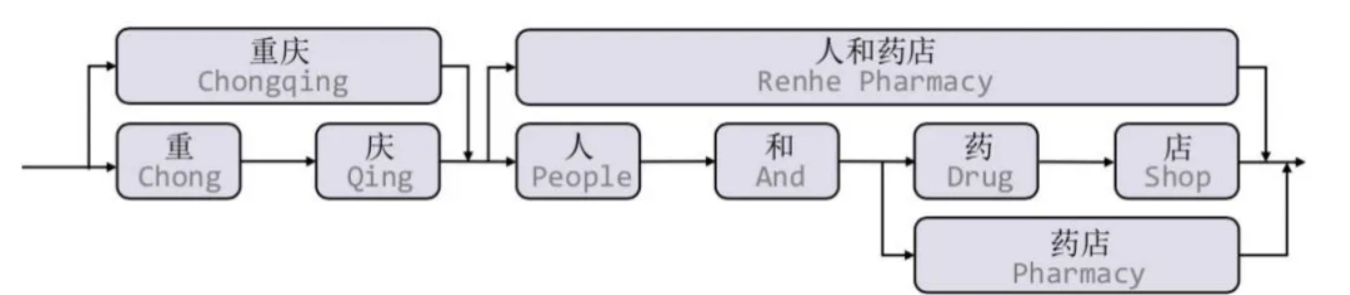 重庆
Chongqing
人和药店
Renhe Pharmacy
重
Chong
庆
Qing
人
People
和
And
药
Drug
店
Shop
药店
Pharmacy